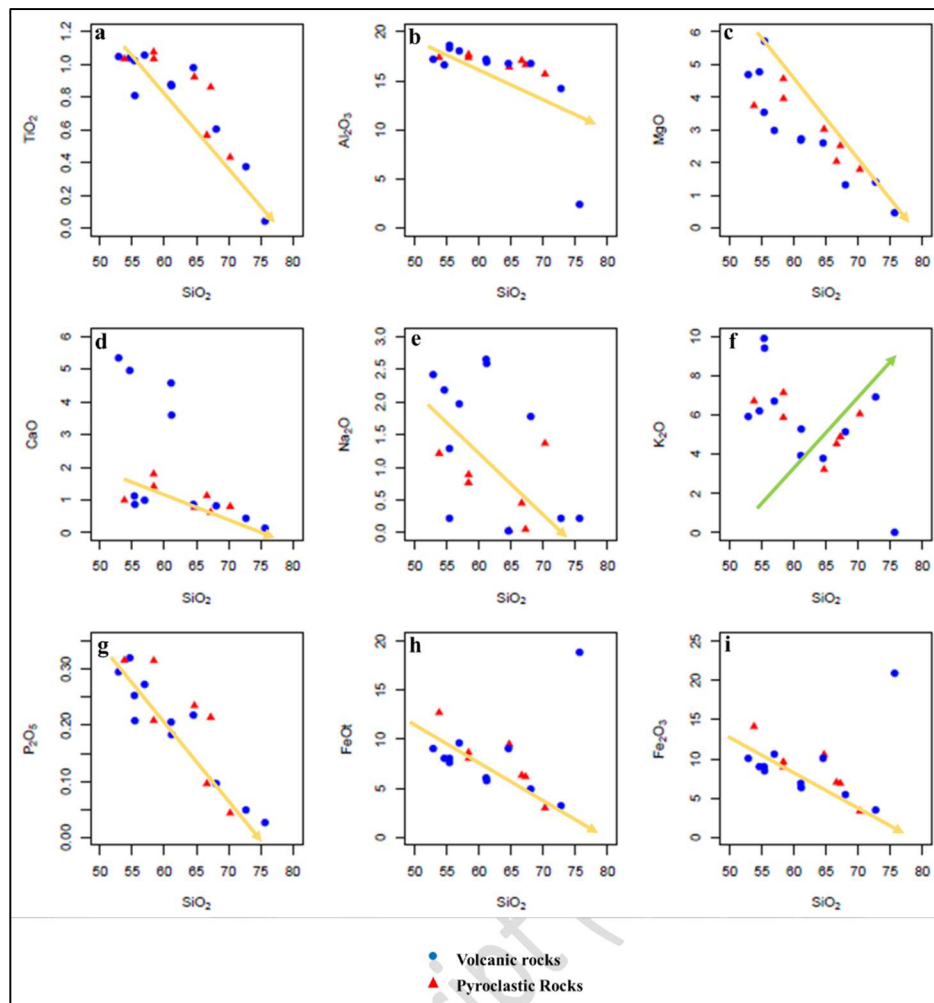 a
TiO₂
0.0 0.2 0.4 0.6 0.8 1.0 1.2
50 55 60 65 70 75 80
SiO₂
b
Al₂O₃
0 5 10 15 20
50 55 60 65 70 75 80
SiO₂
c
MgO
0 1 2 3 4 5 6
50 55 60 65 70 75 80
SiO₂
d
CaO
0 1 2 3 4 5 6
50 55 60 65 70 75 80
SiO₂
e
Na₂O
0.0 0.5 1.0 1.5 2.0 2.5 3.0
50 55 60 65 70 75 80
SiO₂
f
K₂O
0 2 4 6 8 10
50 55 60 65 70 75 80
SiO₂
g
P₂O₅
0.00 0.10 0.20 0.30
50 55 60 65 70 75 80
SiO₂
h
FeOt
0 5 10 15 20
50 55 60 65 70 75 80
SiO₂
i
Fe₂O₃
0 5 10 15 20 25
50 55 60 65 70 75 80
SiO₂
Volcanic rocks
Pyroclastic Rocks